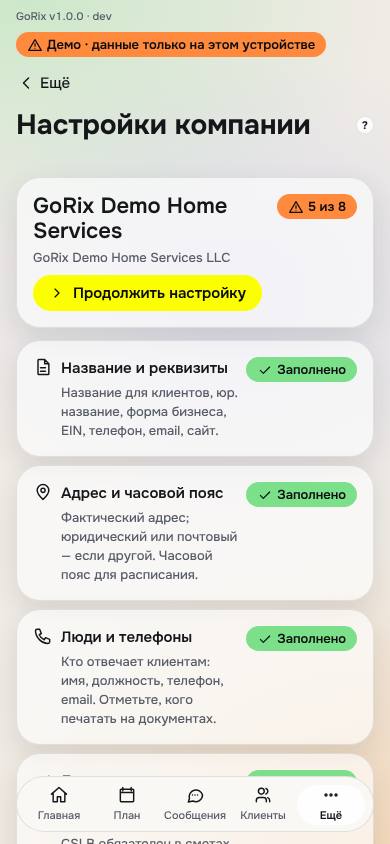 GoRix v1.0.0 · dev
Демо · данные только на этом устройстве
Ещё
Настройки компании
?
GoRix Demo Home
Services
5 из 8
GoRix Demo Home Services LLC
Продолжить настройку
Название и реквизиты
Заполнено
Название для клиентов, юр.
название, форма бизнеса,
EIN, телефон, email, сайт.
Адрес и часовой пояс
Заполнено
Фактический адрес;
юридический или почтовый
— если другой. Часовой
пояс для расписания.
Люди и телефоны
Заполнено
Кто отвечает клиентам:
имя, должность, телефон,
email. Отметьте, кого
печатать на документах.
Главная
План
Сообщения
Клиенты
Ещё
CSLB обязателен в сметах